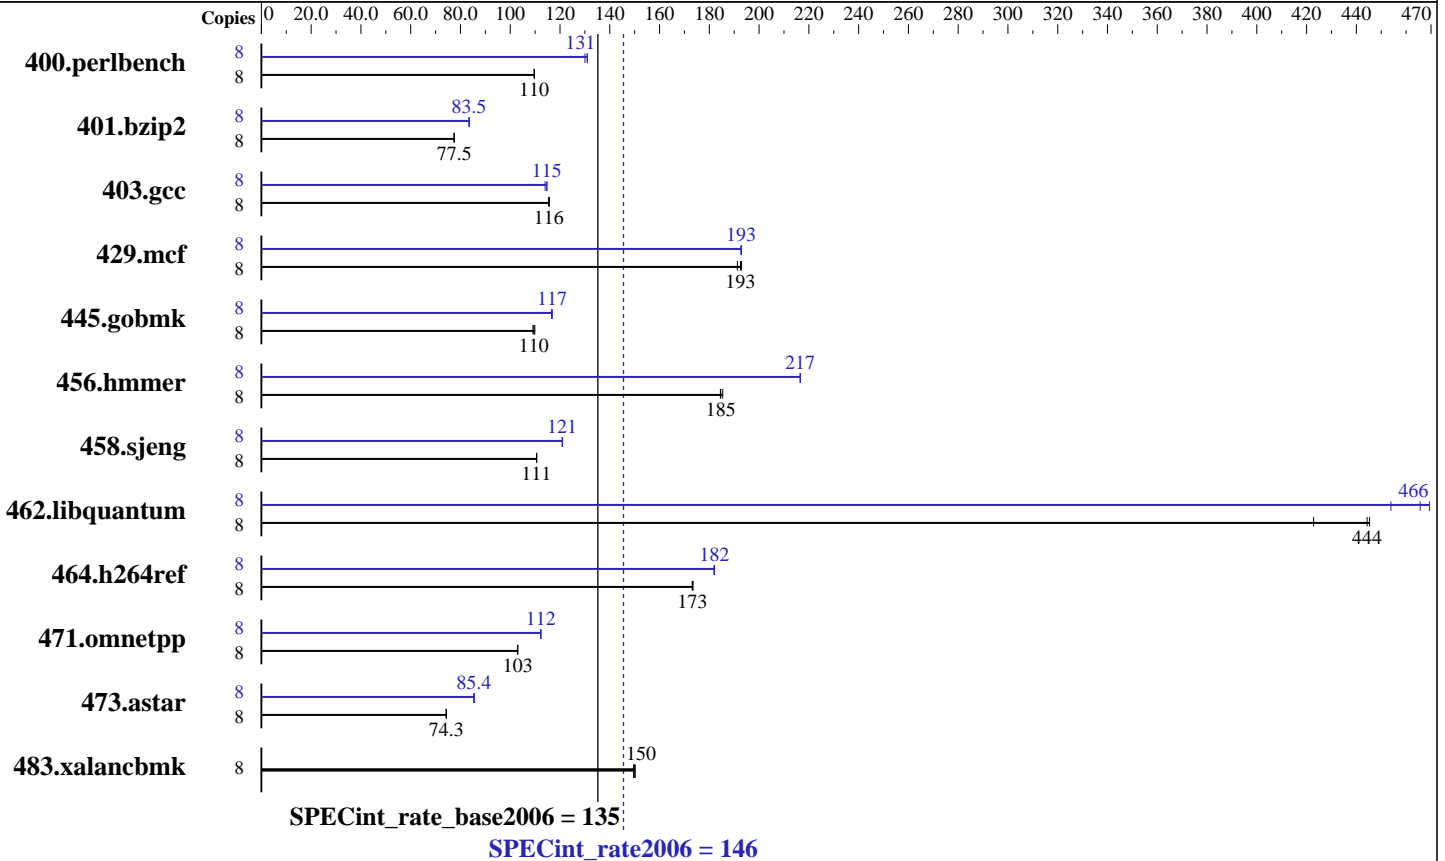 Copies 0 20.0 40.0 60.0 80.0 100 120 140 160 180 200 220 240 260 280 300 320 340 360 380 400 420 440 470
400.perlbench 8 131
8 110
401.bzip2 8 83.5
8 77.5
403.gcc 8 115
8 116
429.mcf 8 193
8 193
445.gobmk 8 117
8 110
456.hmmer 8 217
8 185
458.sjeng 8 121
8 111
462.libquantum 8 466
8 444
464.h264ref 8 182
8 173
471.omnetpp 8 112
8 103
473.astar 8 85.4
8 74.3
483.xalancbmk 8 150
SPECint_rate_base2006 = 135
SPECint_rate2006 = 146